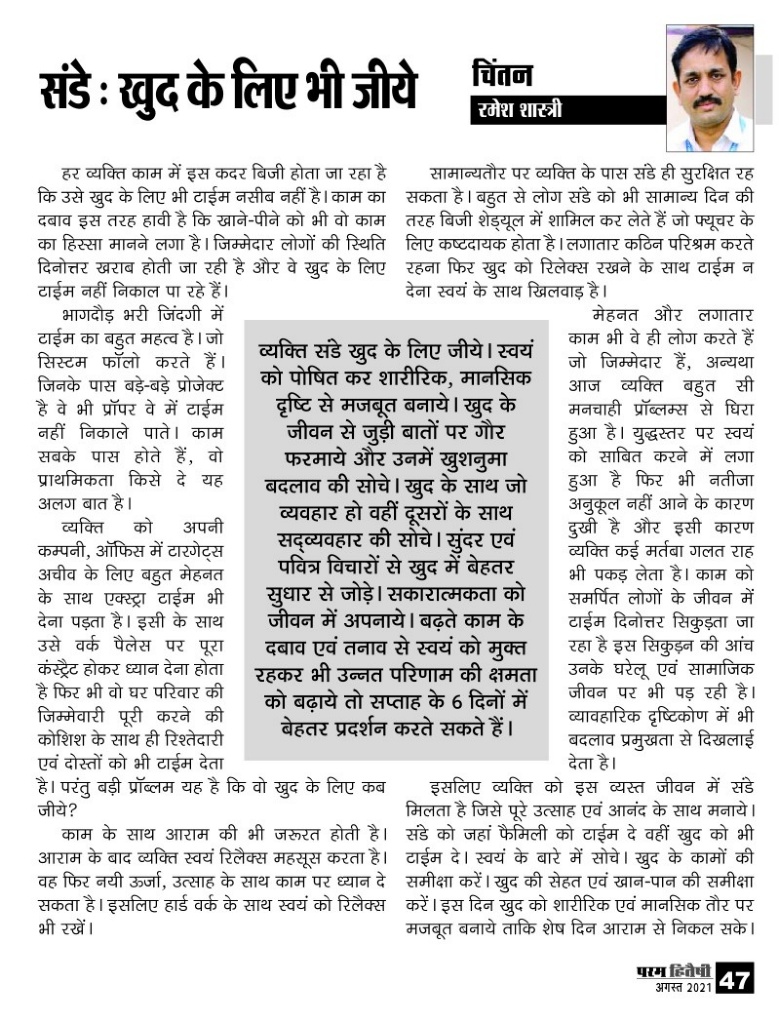 संडे : खुद के लिए भी जीये
चिंतन
रमेश शास्त्री
हर व्यक्ति काम में इस कदर बिजी होता जा रहा है
कि उसे खुद के लिए भी टाईम नसीब नहीं है। काम का
दबाव इस तरह हावी है कि खाने-पीने को भी वो काम
का हिस्सा मानने लगा है। जिम्मेदार लोगों की स्थिति
दिनोत्तर खराब होती जा रही है और वे खुद के लिए
टाईम नहीं निकाल पा रहे हैं।
भागदौड़ भरी जिंदगी में
टाईम का बहुत महत्व है। जो
सिस्टम फॉलो करते हैं।
जिनके पास बड़े-बड़े प्रोजेक्ट
है वे भी प्रॉपर वे में टाईम
नहीं निकाले पाते। काम
सबके पास होते हैं, वो
प्राथमिकता किसे दे यह
अलग बात है।
व्यक्ति को अपनी
कम्पनी, ऑफिस में टारगेट्स
अचीव के लिए बहुत मेहनत
के साथ एक्स्ट्रा टाईम भी
देना पड़ता है। इसी के साथ
उसे वर्क पैलेस पर पूरा
कंस्ट्रैट होकर ध्यान देना होता
है फिर भी वो घर परिवार की
जिम्मेवारी पूरी करने की
कोशिश के साथ ही रिश्तेदारी
एवं दोस्तों को भी टाईम देता
है। परंतु बड़ी प्रॉब्लम यह है कि वो खुद के लिए कब
जीये?
काम के साथ आराम की भी जरूरत होती है।
आराम के बाद व्यक्ति स्वयं रिलैक्स महसूस करता है।
वह फिर नयी ऊर्जा, उत्साह के साथ काम पर ध्यान दे
सकता है। इसलिए हार्ड वर्क के साथ स्वयं को रिलैक्स
भी रखें।
व्यक्ति संडे खुद के लिए जीये। स्वयं
को पोषित कर शारीरिक, मानसिक
दृष्टि से मजबूत बनाये। खुद के
जीवन से जुड़ी बातों पर गौर
फरमाये और उनमें खुशनुमा
बदलाव की सोचे। खुद के साथ जो
व्यवहार हो वहीं दूसरों के साथ
सद्व्यवहार की सोचे। सुंदर एवं
पवित्र विचारों से खुद में बेहतर
सुधार से जोड़े। सकारात्मकता को
जीवन में अपनाये। बढ़ते काम के
दबाव एवं तनाव से स्वयं को मुक्त
रहकर भी उन्नत परिणाम की क्षमता
को बढ़ाये तो सप्ताह के 6 दिनों में
बेहतर प्रदर्शन करते सकते हैं।
सामान्यतौर पर व्यक्ति के पास संडे ही सुरक्षित रह
सकता है। बहुत से लोग संडे को भी सामान्य दिन की
तरह बिजी शेड्यूल में शामिल कर लेते हैं जो फ्यूचर के
लिए कष्टदायक होता है। लगातार कठिन परिश्रम करते
रहना फिर खुद को रिलेक्स रखने के साथ टाईम न
देना स्वयं के साथ खिलवाड़ है।
मेहनत और लगातार
काम भी वे ही लोग करते हैं
जो जिम्मेदार हैं, अन्यथा
आज व्यक्ति बहुत सी
मनचाही प्रॉब्लम्स से घिरा
हुआ है। युद्धस्तर पर स्वयं
को साबित करने में लगा
हुआ है फिर भी नतीजा
अनुकूल नहीं आने के कारण
दुखी है और इसी कारण
व्यक्ति कई मर्तबा गलत राह
भी पकड़ लेता है। काम को
समर्पित लोगों के जीवन में
टाईम दिनोत्तर सिकुड़ता जा
रहा है इस सिकुड़न की आंच
उनके घरेलू एवं सामाजिक
जीवन पर भी पड़ रही है।
व्यावहारिक दृष्टिकोण में भी
बदलाव प्रमुखता से दिखलाई
देता है।
इसलिए व्यक्ति को इस व्यस्त जीवन में संडे
मिलता है जिसे पूरे उत्साह एवं आनंद के साथ मनाये।
संडे को जहां फैमिली को टाईम दे वहीं खुद को भी
टाईम दे। स्वयं के बारे में सोचे। खुद के कामों की
समीक्षा करें। खुद की सेहत एवं खान-पान की समीक्षा
करें। इस दिन खुद को शारीरिक एवं मानसिक तौर पर
मजबूत बनाये ताकि शेष दिन आराम से निकल सके।
परम हितैषी
अगस्त 2021 47